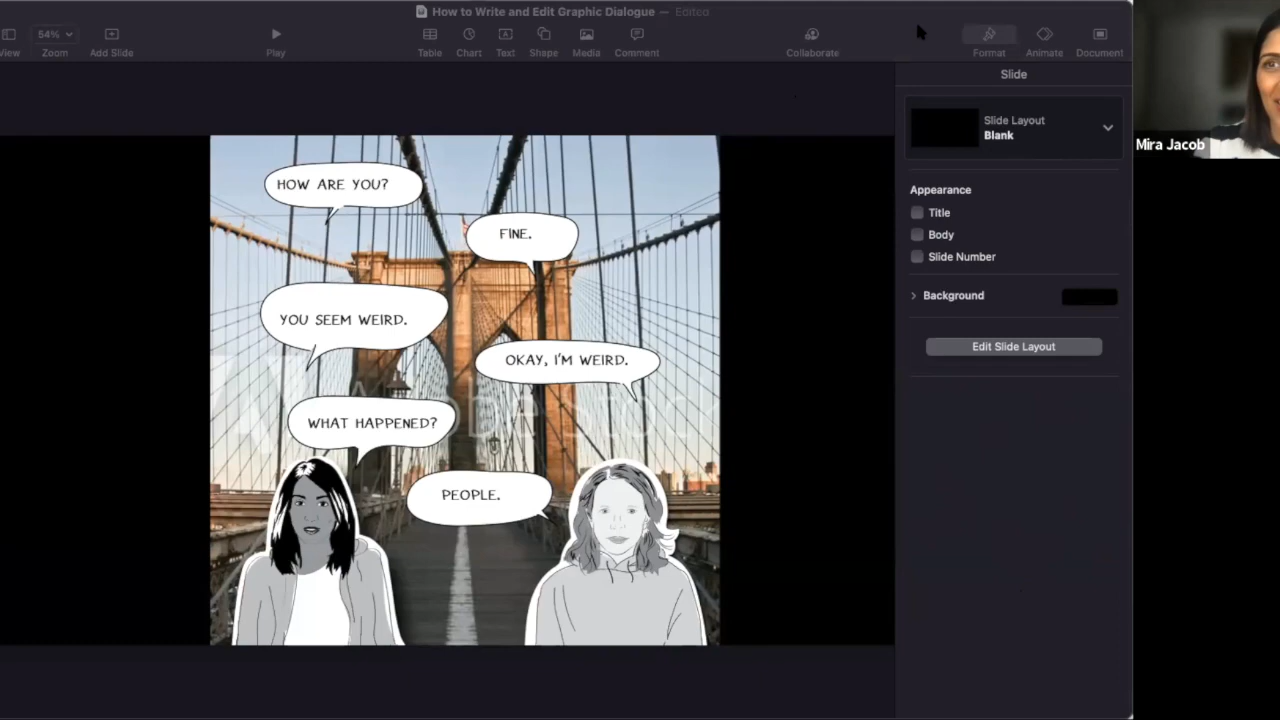 How to Write and Edit Graphic Dialogue — Edited
View
54%
Zoom
Add Slide
Play
Table
Chart
Text
Shape
Media
Comment
Collaborate
Format
Animate
Document
Slide
Slide Layout
Blank
Appearance
Title
Body
Slide Number
Background
Edit Slide Layout
HOW ARE YOU?
FINE.
YOU SEEM WEIRD.
OKAY, I'M WEIRD.
WHAT HAPPENED?
PEOPLE.
Mira Jacob